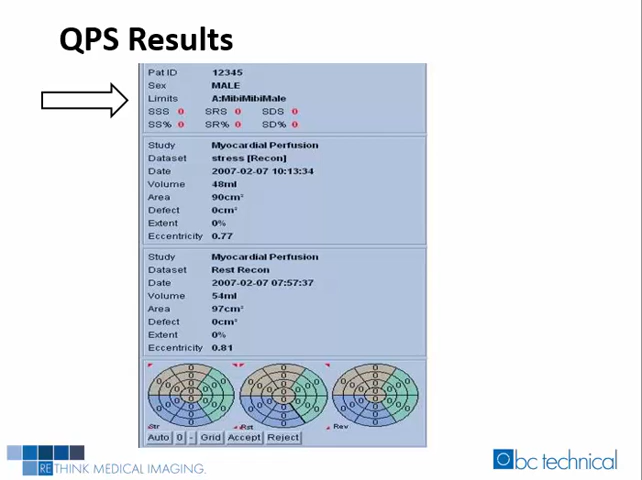 QPS Results
Pat ID 12345
Sex MALE
Limits A:MibiMibiMale
SSS 0 SRS 0 SDS 0
SS% 0 SR% 0 SD% 0
Study Myocardial Perfusion
Dataset stress [Recon]
Date 2007-02-07 10:13:34
Volume 48ml
Area 90cm²
Defect 0cm²
Extent 0%
Eccentricity 0.77
Study Myocardial Perfusion
Dataset Rest Recon
Date 2007-02-07 07:57:37
Volume 54ml
Area 97cm²
Defect 0cm²
Extent 0%
Eccentricity 0.81
Str Rst Rev
Auto 0 - Grid Accept Reject
RETHINK MEDICAL IMAGING.
bc technical